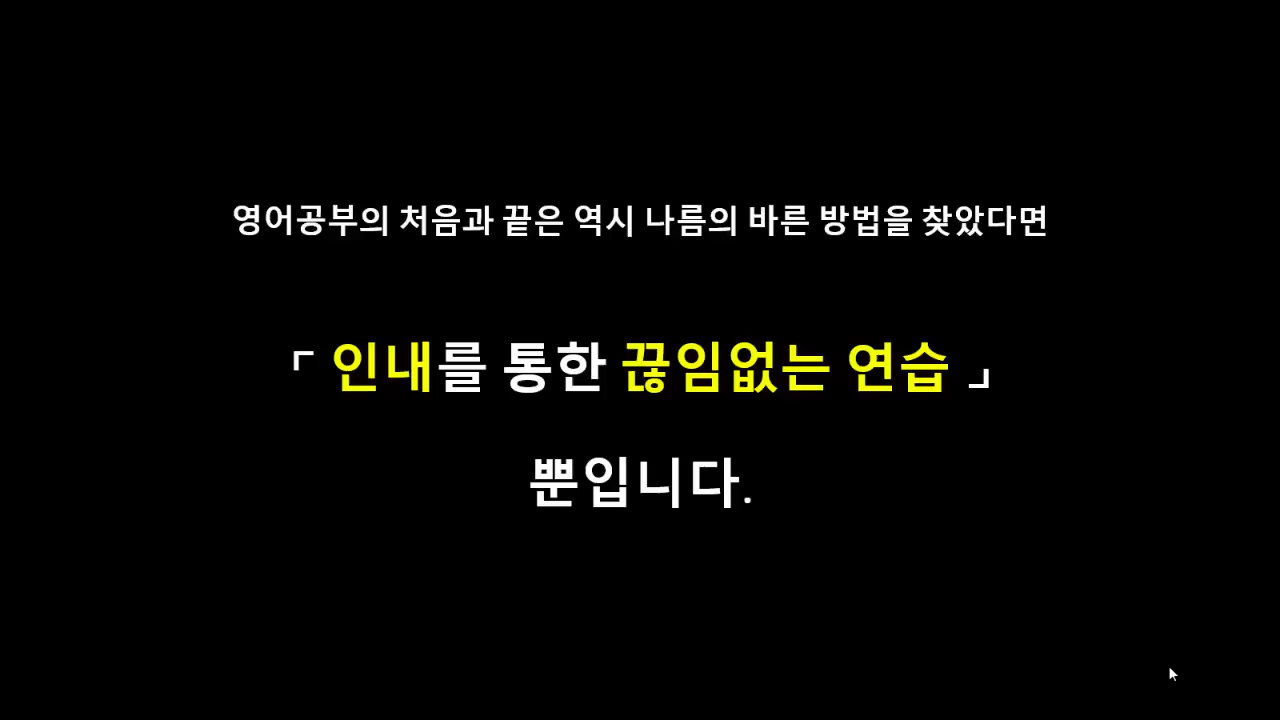 영어공부의 처음과 끝은 역시 나름의 바른 방법을 찾았다면
「 인내를 통한 끊임없는 연습 」
뿐입니다.